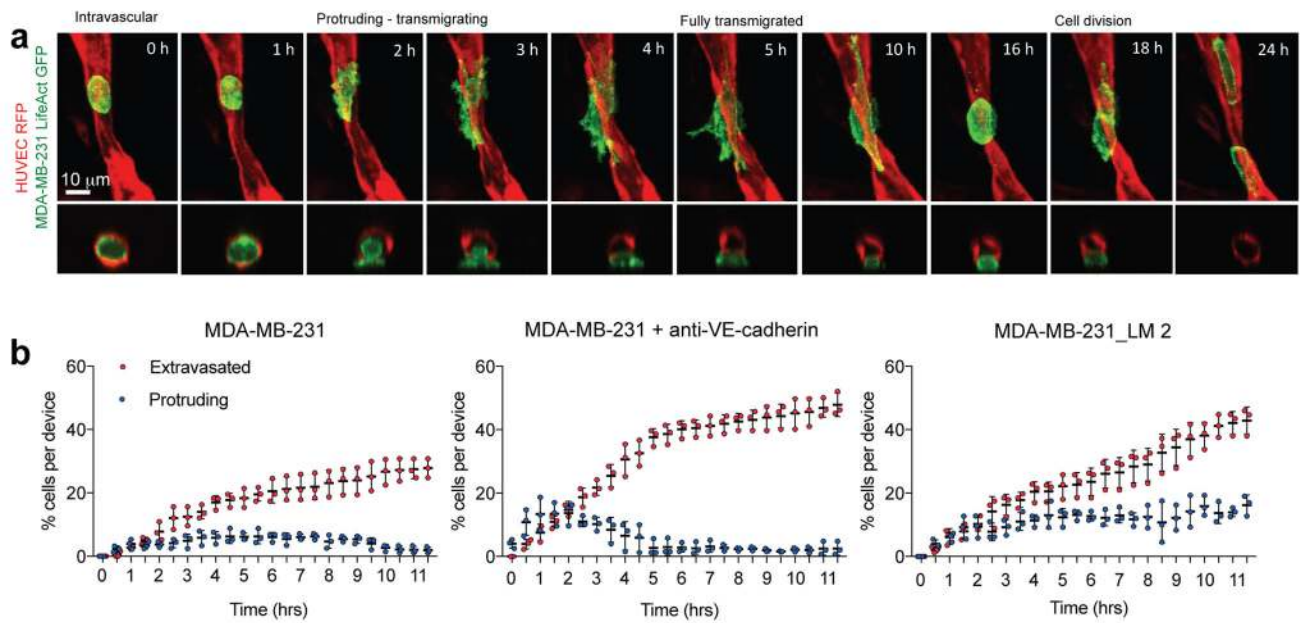 Intravascular Protruding - transmigrating Fully transmigrated Cell division
a
0 h 1 h 2 h 3 h 4 h 5 h 10 h 16 h 18 h 24 h
HUVEC RFP
MDA-MB-231 LifeAct GFP
10 μm
b
MDA-MB-231
% cells per device
60
40
20
0
Extravasated
Protruding
0 1 2 3 4 5 6 7 8 9 10 11
Time (hrs)
MDA-MB-231 + anti-VE-cadherin
% cells per device
60
40
20
0
0 1 2 3 4 5 6 7 8 9 10 11
Time (hrs)
MDA-MB-231_LM 2
% cells per device
60
40
20
0
0 1 2 3 4 5 6 7 8 9 10 11
Time (hrs)